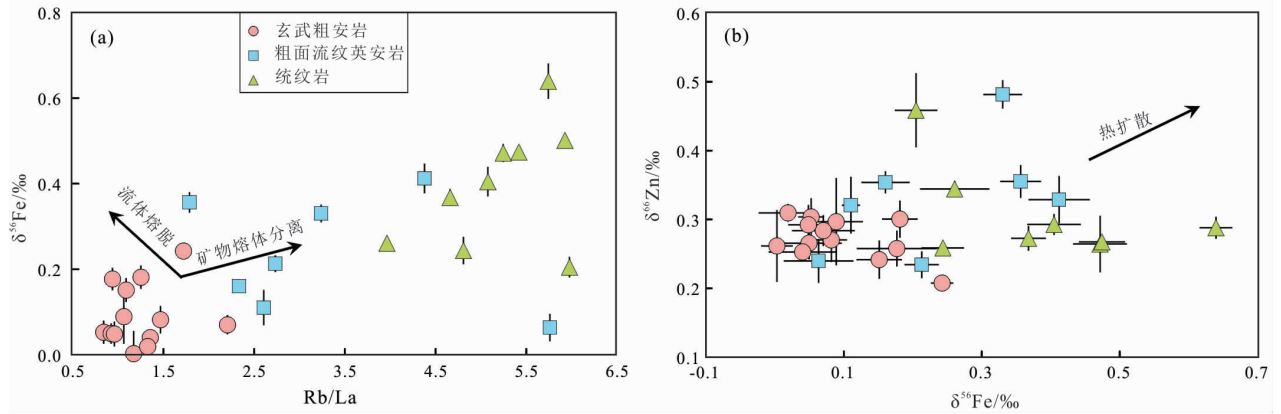 (a)
玄武粗安岩
粗面流纹英安岩
统纹岩
流体熔脱
矿物熔体分离
δ⁵⁶Fe/‰
0.8
0.6
0.4
0.2
0.0
0.5
1.5
2.5
3.5
4.5
5.5
6.5
Rb/La
(b)
热扩散
δ⁶⁶Zn/‰
0.6
0.5
0.4
0.3
0.2
0.1
-0.1
0.1
0.3
0.5
0.7
δ⁵⁶Fe/‰